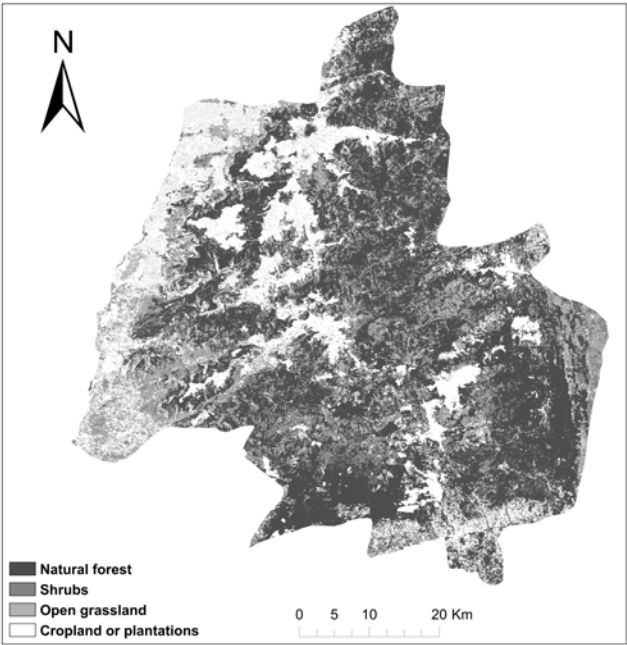 N
Natural forest
Shrubs
Open grassland
Cropland or plantations
0 5 10 20 Km